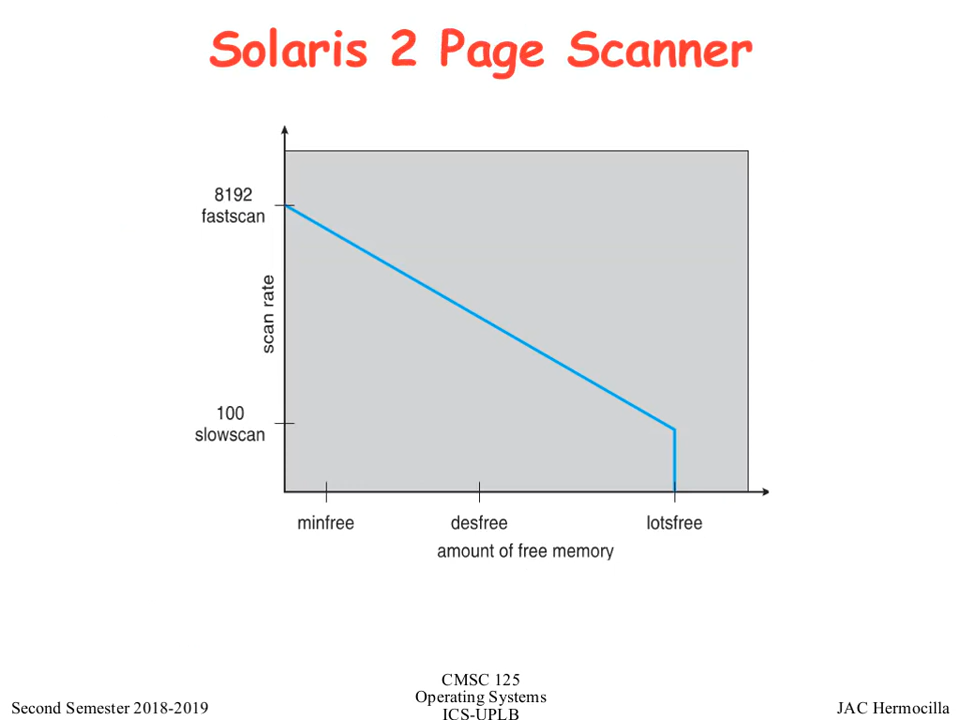 Solaris 2 Page Scanner
8192
fastscan
scan rate
100
slowscan
minfree desfree lotsfree
amount of free memory
Second Semester 2018-2019
CMSC 125
Operating Systems
ICS-UPLB
JAC Hermocilla